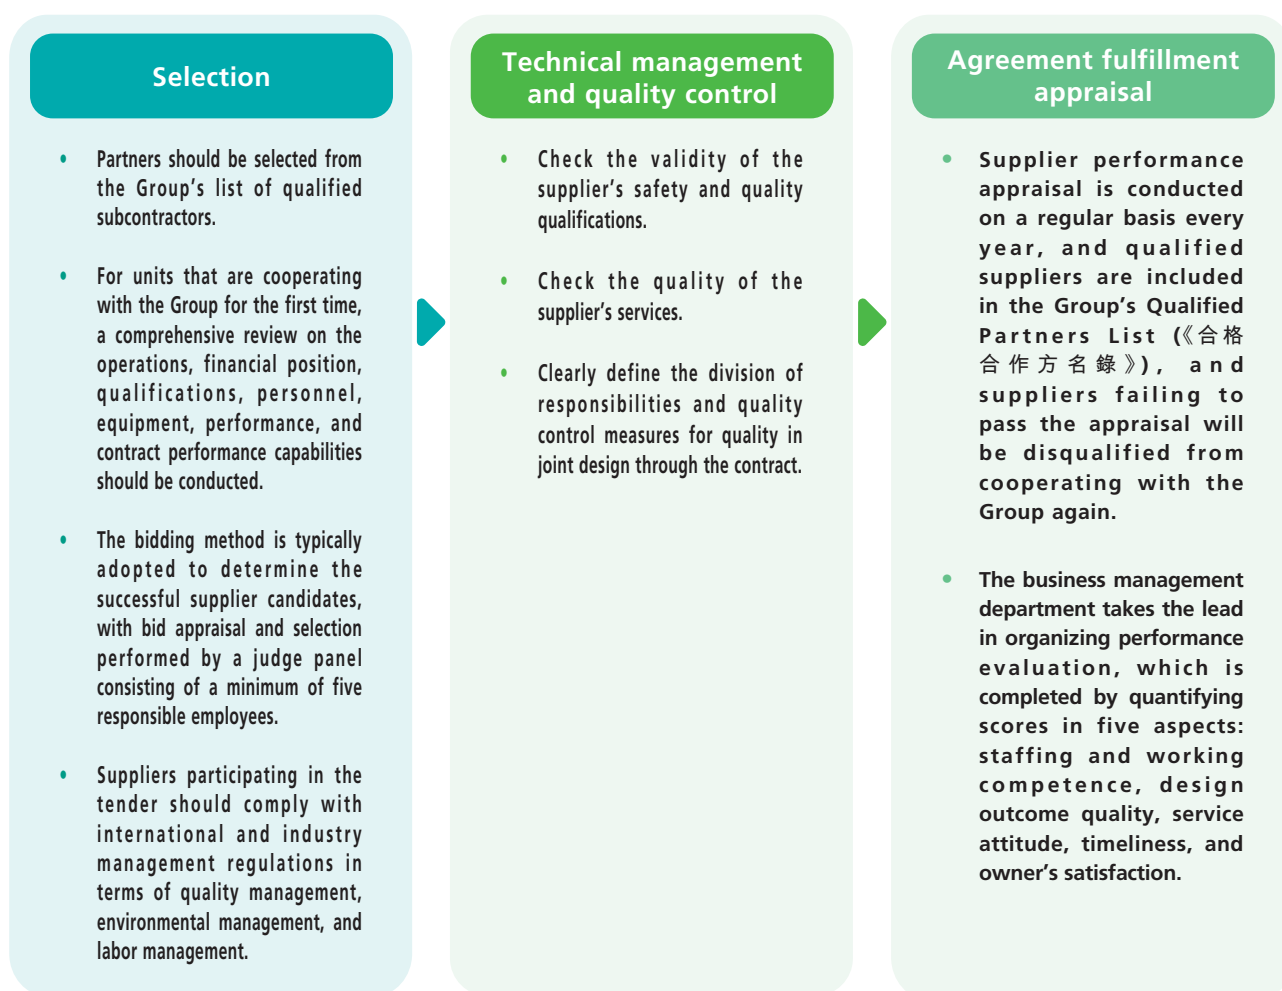 Selection
• Partners should be selected from
the Group’s list of qualified
subcontractors.
• For units that are cooperating
with the Group for the first time,
a comprehensive review on the
operations, financial position,
qualifications, personnel,
equipment, performance, and
contract performance capabilities
should be conducted.
• The bidding method is typically
adopted to determine the
successful supplier candidates,
with bid appraisal and selection
performed by a judge panel
consisting of a minimum of five
responsible employees.
• Suppliers participating in the
tender should comply with
international and industry
management regulations in
terms of quality management,
environmental management, and
labor management.
Technical management
and quality control
• Check the validity of the
supplier’s safety and quality
qualifications.
• Check the quality of the
supplier’s services.
• Clearly define the division of
responsibilities and quality
control measures for quality in
joint design through the contract.
Agreement fulfillment
appraisal
• Supplier performance
appraisal is conducted
on a regular basis every
year, and qualified
suppliers are included
in the Group’s Qualified
Partners List (《合格
合作方名錄》), and
suppliers failing to
pass the appraisal will
be disqualified from
cooperating with the
Group again.
• The business management
department takes the lead
in organizing performance
evaluation, which is
completed by quantifying
scores in five aspects:
staffing and working
competence, design
outcome quality, service
attitude, timeliness, and
owner’s satisfaction.